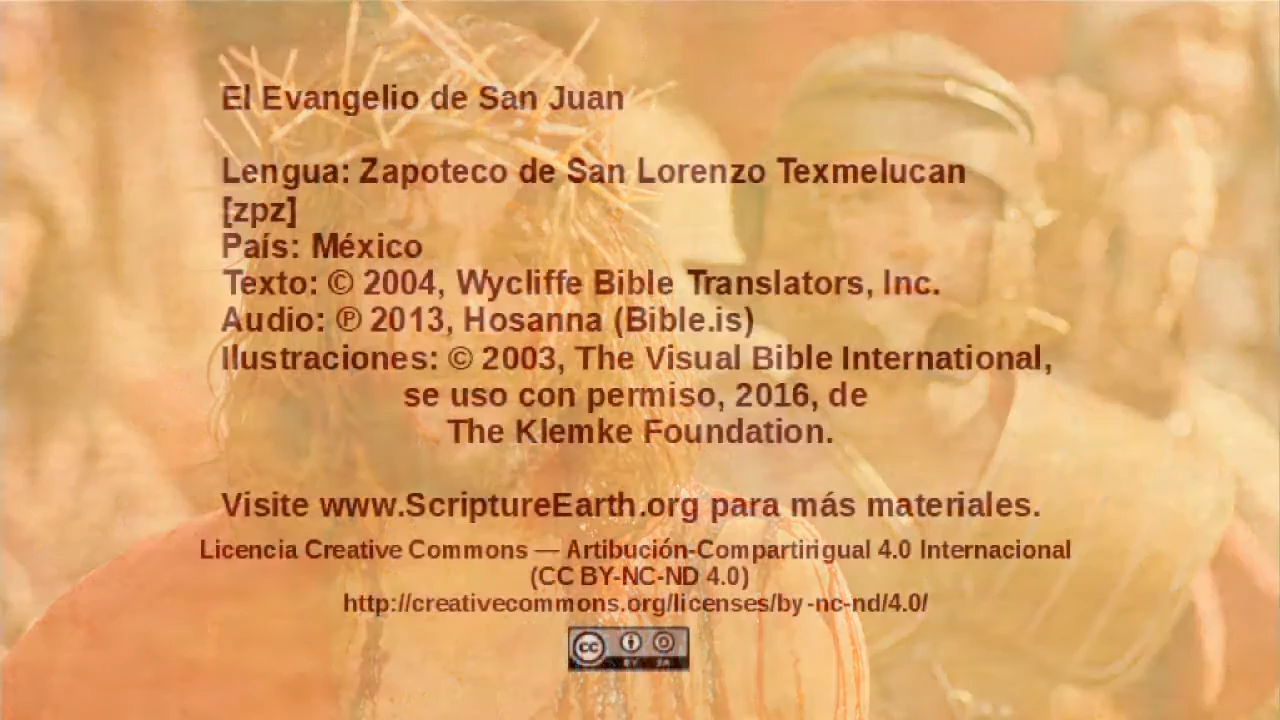 El Evangelio de San Juan
Lengua: Zapoteco de San Lorenzo Texmelucan
[zpz]
País: México
Texto: © 2004, Wycliffe Bible Translators, Inc.
Audio: ℗ 2013, Hosanna (Bible.is)
Ilustraciones: © 2003, The Visual Bible International,
se uso con permiso, 2016, de
The Klemke Foundation.
Visite www.ScriptureEarth.org para más materiales.
Licencia Creative Commons — Artibución-CompartirIgual 4.0 Internacional
(CC BY-NC-ND 4.0)
http://creativecommons.org/licenses/by-nc-nd/4.0/
cc
BY SA